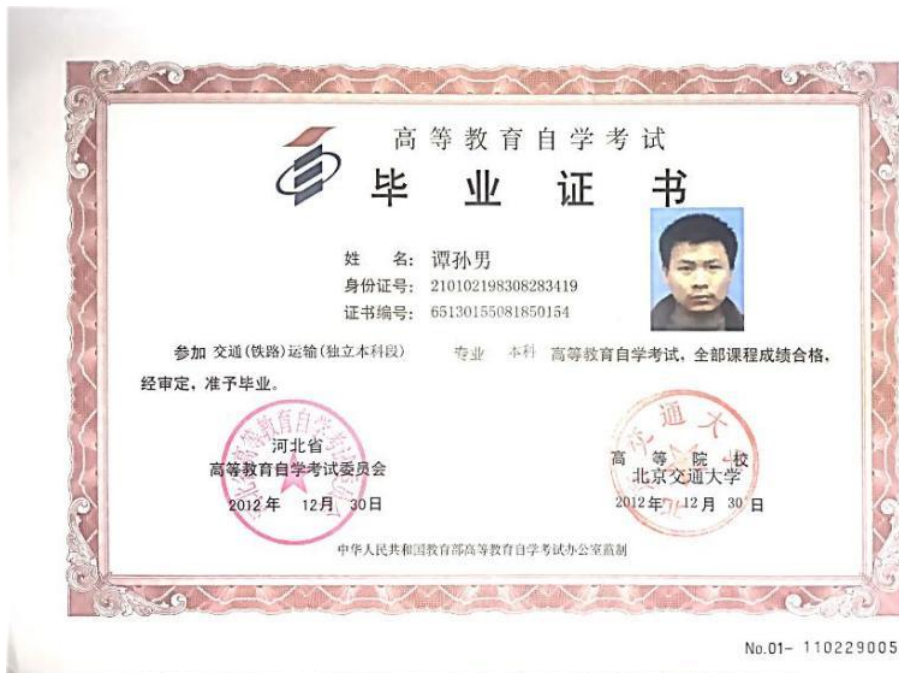 高等教育自学考试
毕业证书
姓 名: 谭孙男
身份证号: 210102198308283419
证书编号: 65130155081850154
参加 交通(铁路)运输(独立本科段) 专业 本科 高等教育自学考试,全部课程成绩合格,
经审定,准予毕业。
河北省
高等教育自学考试委员会
2012年 12月 30日
高等院校
北京交通大学
2012年 12月 30日
中华人民共和国教育部高等教育自学考试办公室监制
No.01- 110229005